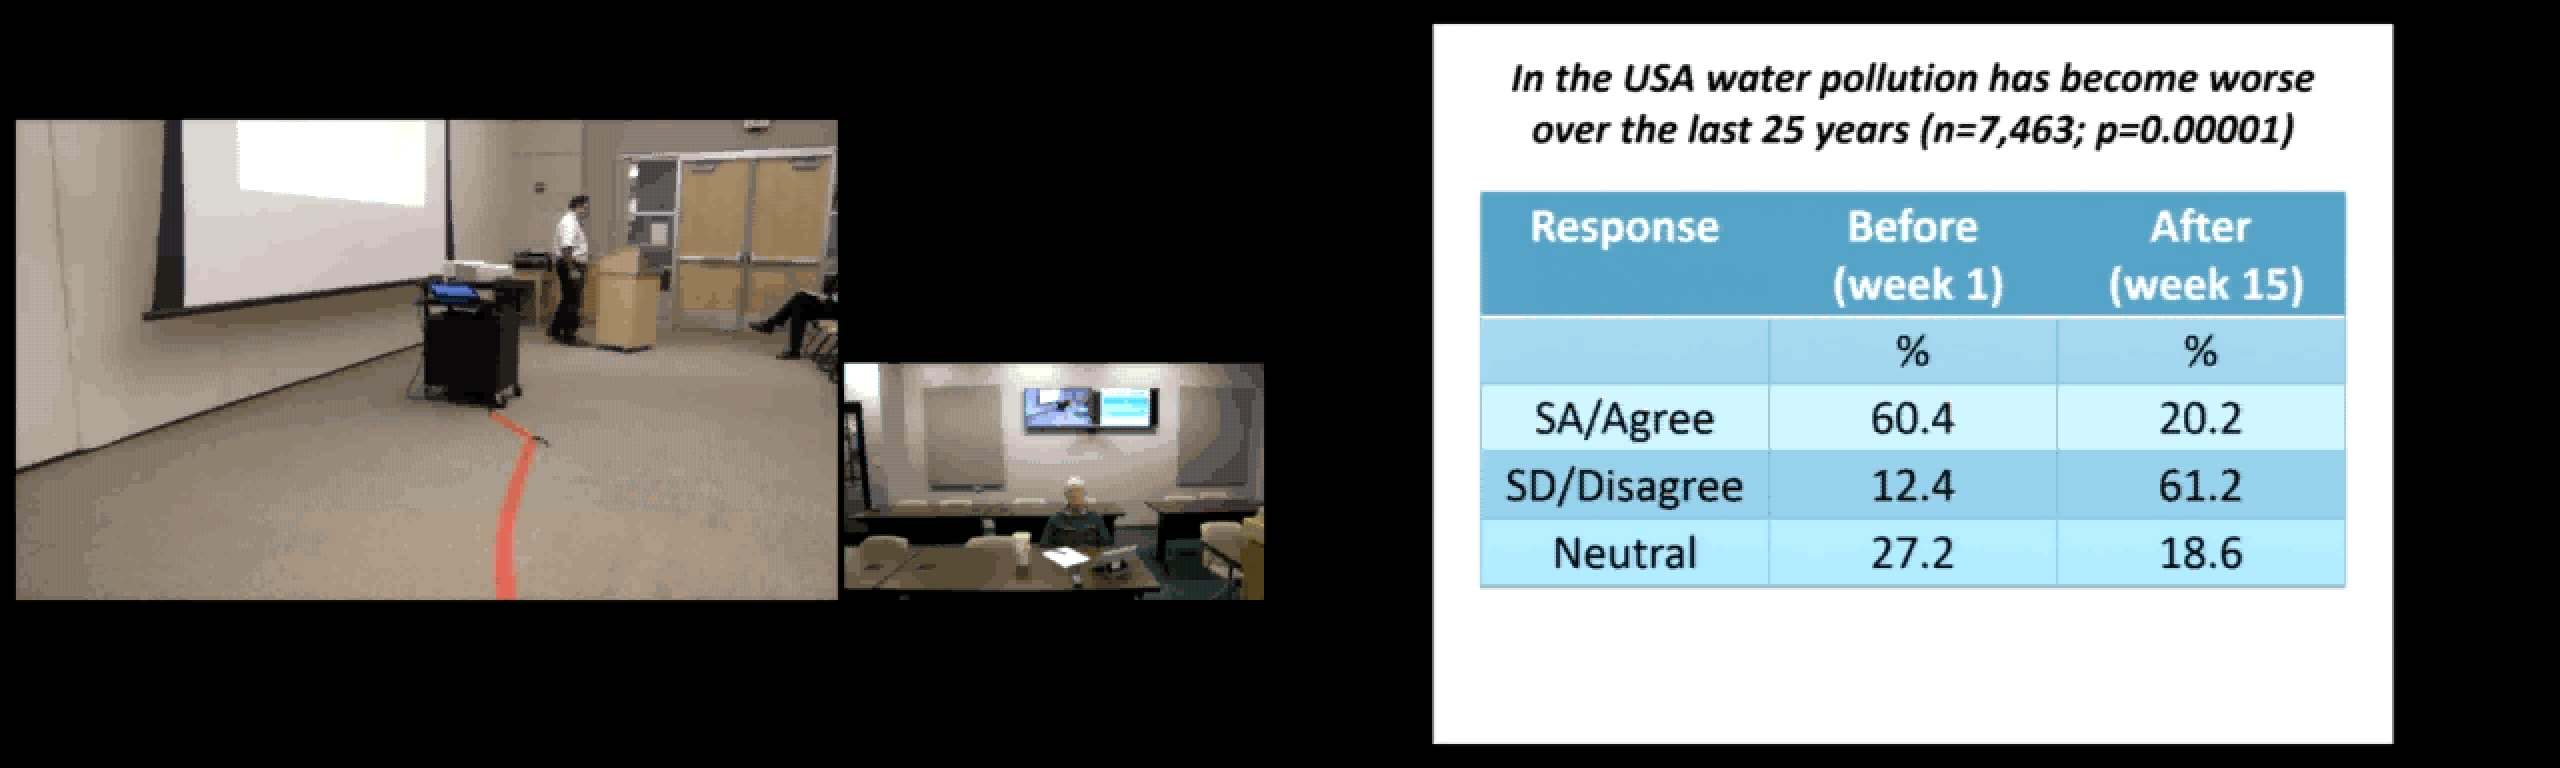 In the USA water pollution has become worse
over the last 25 years (n=7,463; p=0.00001)
Response Before (week 1) After (week 15)
% %
SA/Agree 60.4 20.2
SD/Disagree 12.4 61.2
Neutral 27.2 18.6